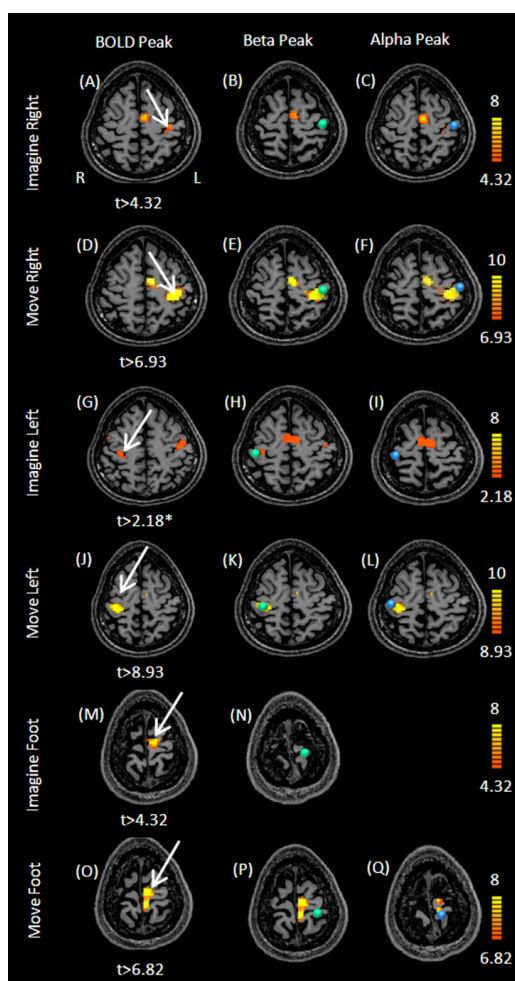 BOLD Peak Beta Peak Alpha Peak
Imagine Right
(A) (B) (C)
8
4.32
R L
t>4.32
Move Right
(D) (E) (F)
10
6.93
t>6.93
Imagine Left
(G) (H) (I)
8
2.18
t>2.18*
Move Left
(J) (K) (L)
10
8.93
t>8.93
Imagine Foot
(M) (N)
8
4.32
t>4.32
Move Foot
(O) (P) (Q)
8
6.82
t>6.82